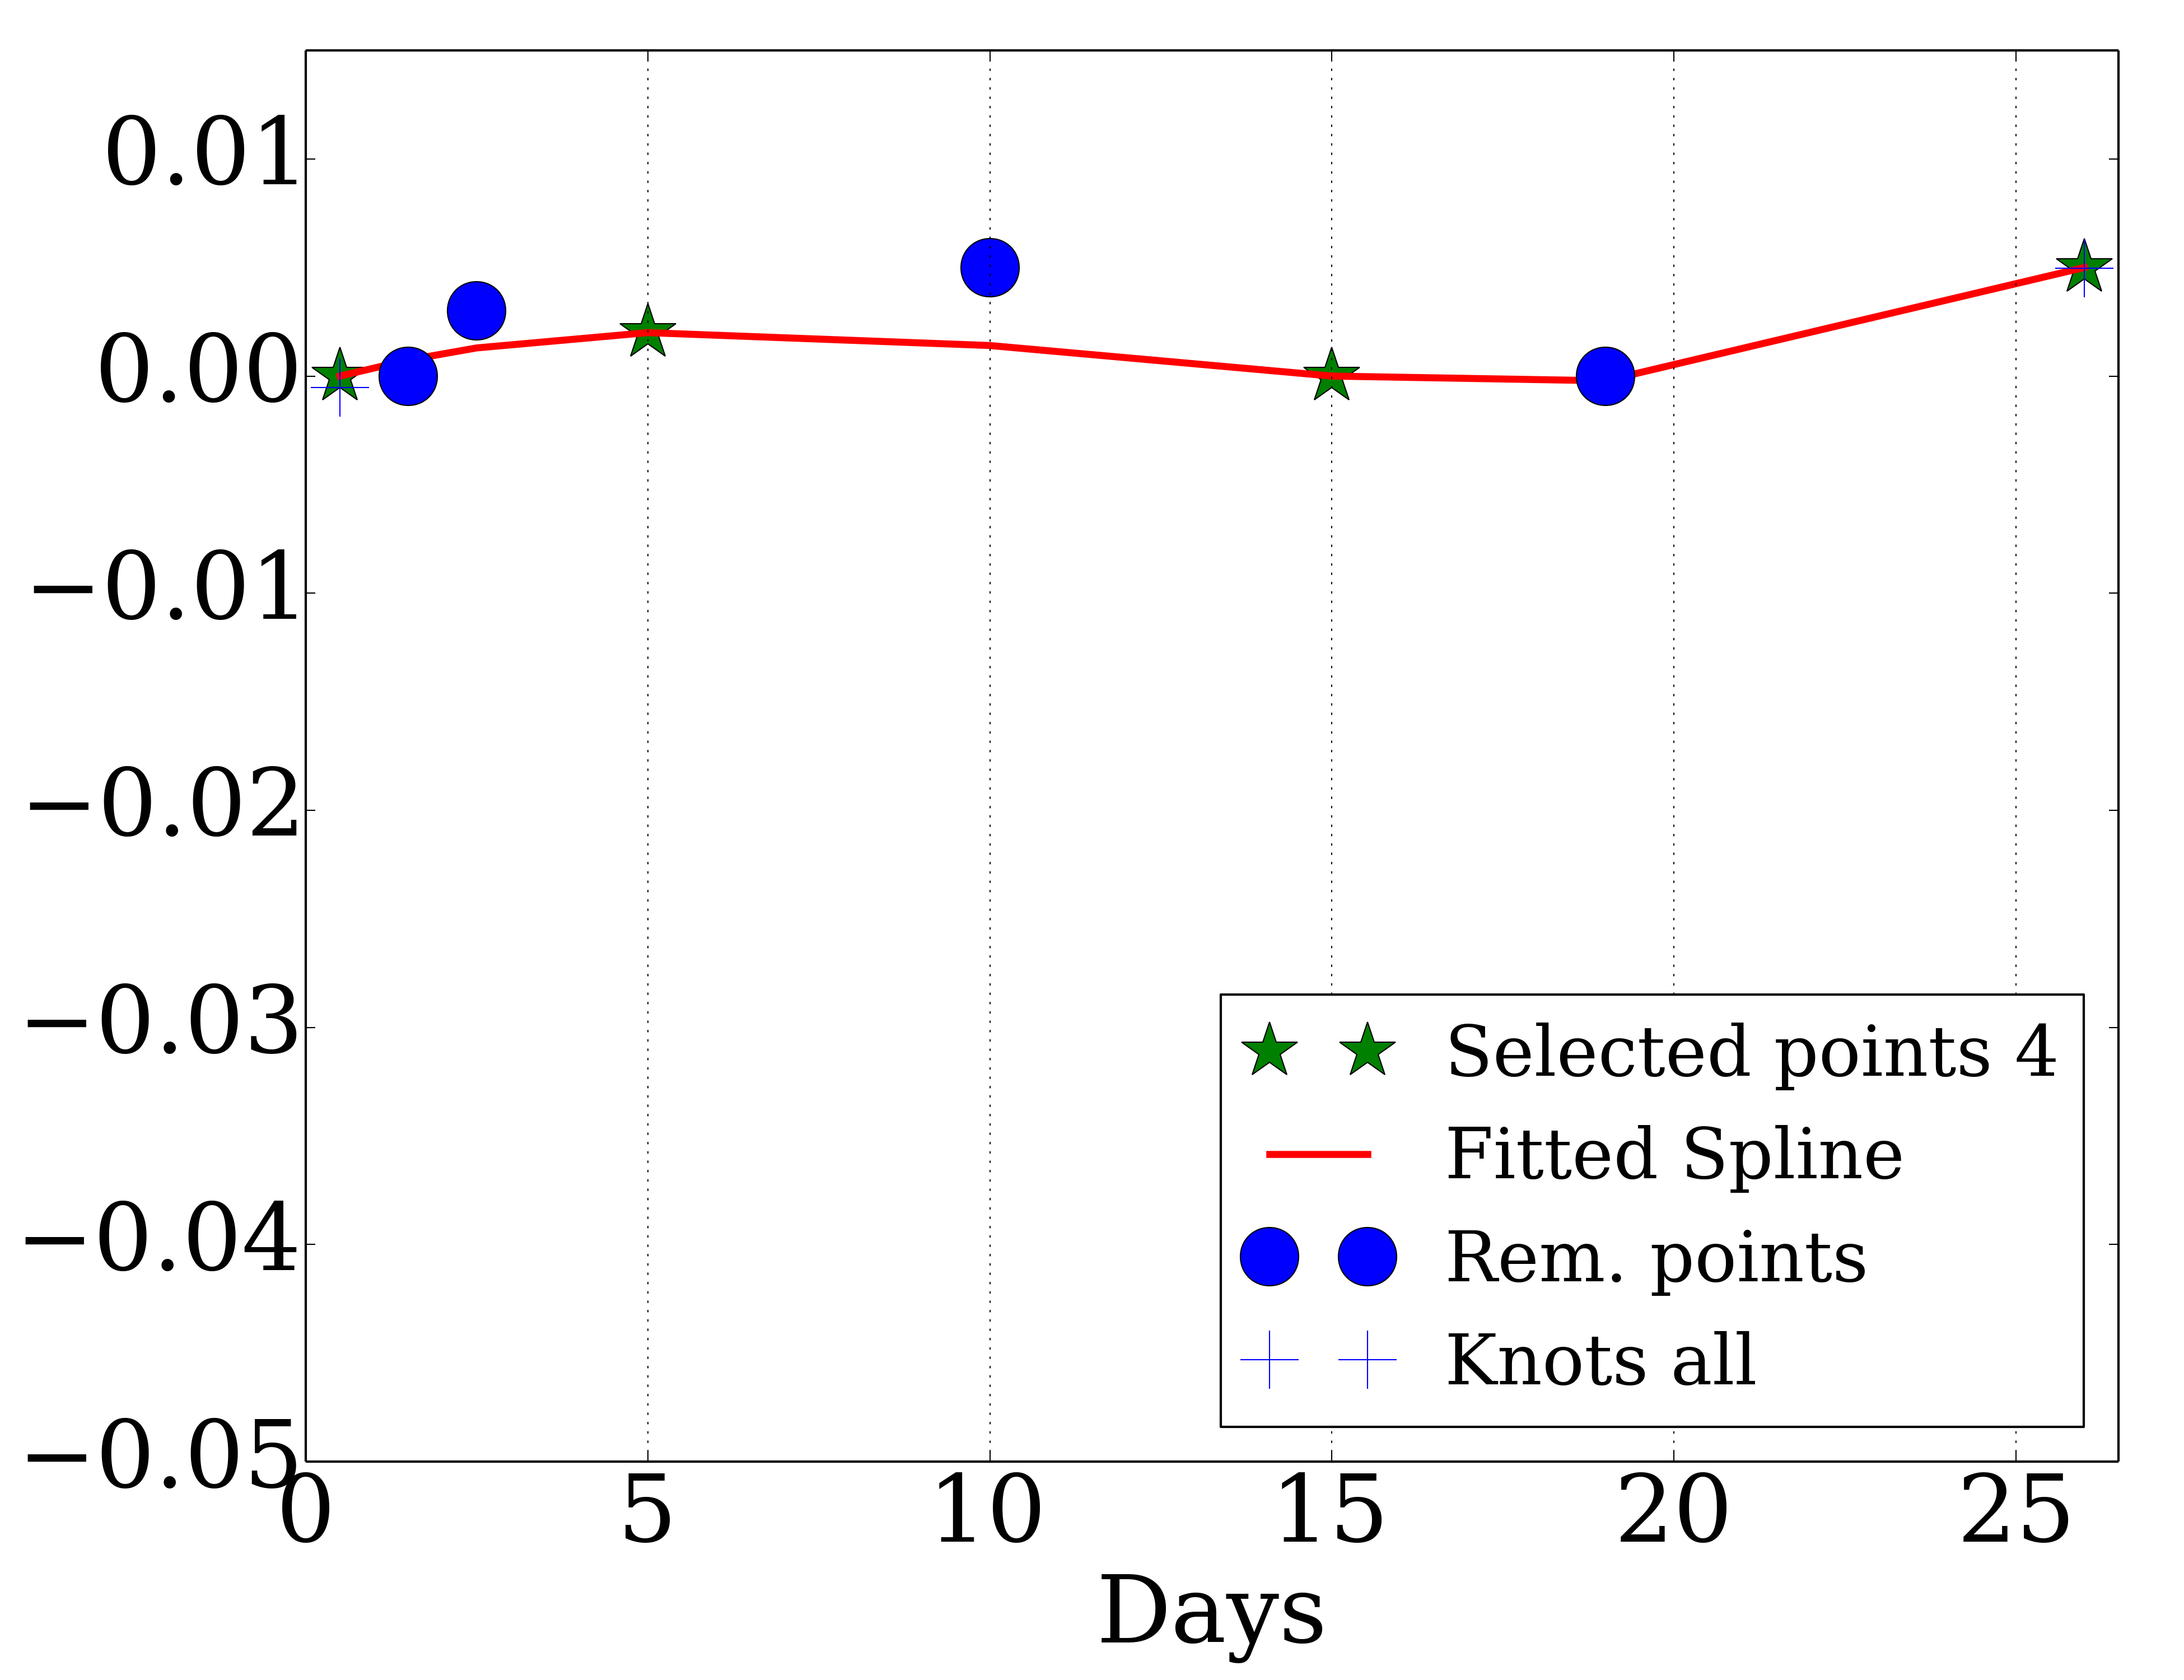 0.01
0.00
−0.01
−0.02
−0.03
−0.04
−0.05
0 5 10 15 20 25
Days
Selected points 4
Fitted Spline
Rem. points
Knots all